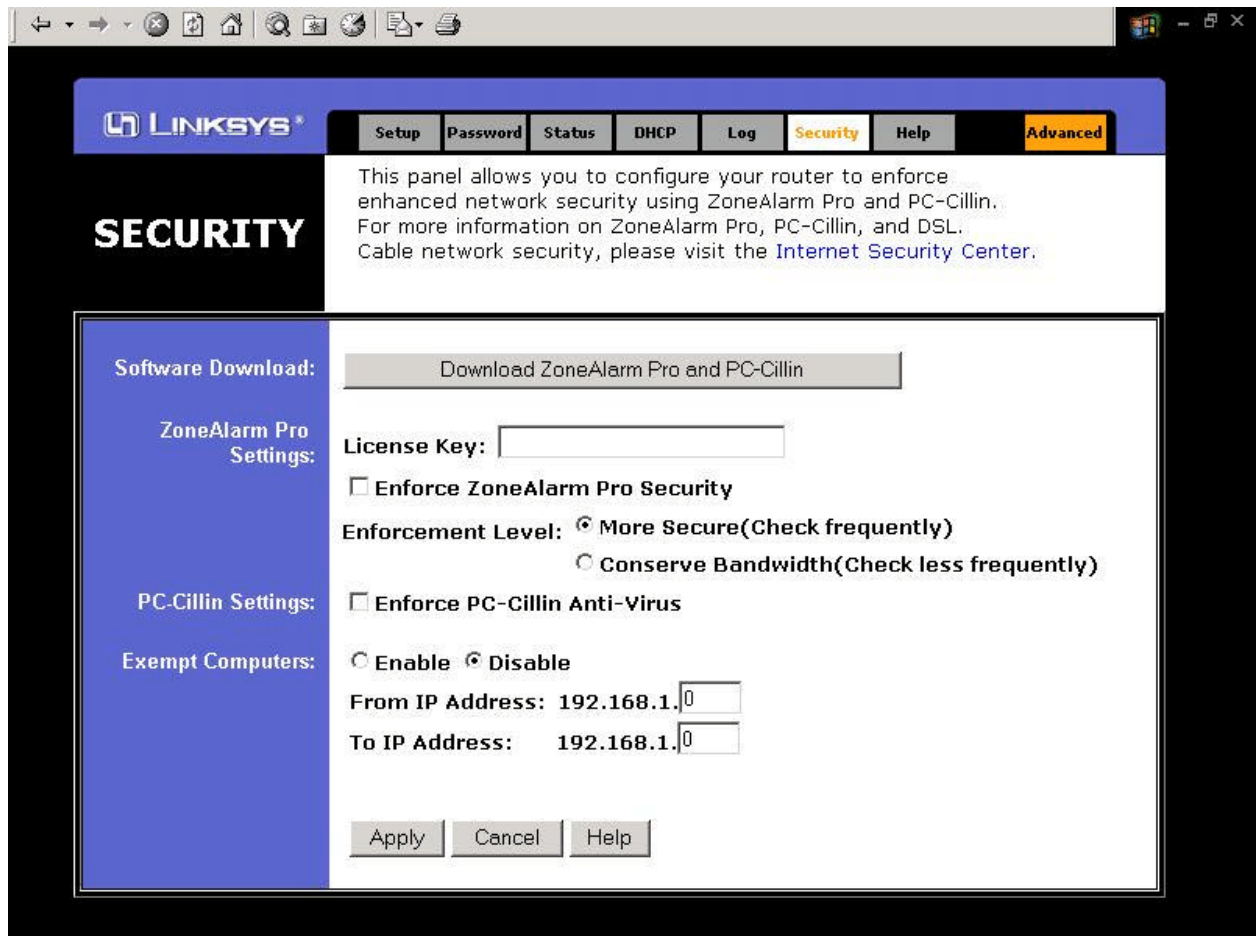 LINKSYS®
Setup Password Status DHCP Log Security Help Advanced
SECURITY
This panel allows you to configure your router to enforce
enhanced network security using ZoneAlarm Pro and PC-Cillin.
For more information on ZoneAlarm Pro, PC-Cillin, and DSL.
Cable network security, please visit the Internet Security Center.
Software Download: Download ZoneAlarm Pro and PC-Cillin
ZoneAlarm Pro
Settings:
License Key:
Enforce ZoneAlarm Pro Security
Enforcement Level: More Secure(Check frequently)
Conserve Bandwidth(Check less frequently)
PC-Cillin Settings: Enforce PC-Cillin Anti-Virus
Exempt Computers: Enable Disable
From IP Address: 192.168.1.0
To IP Address: 192.168.1.0
Apply Cancel Help